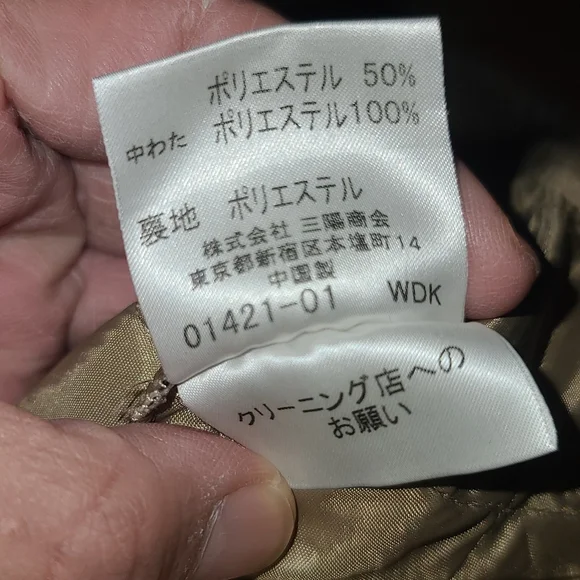 ポリエステル 50%
中わた ポリエステル100%
裏地 ポリエステル
株式会社 三陽商会
東京都新宿区本塩町14
中国製
01421-01 WDK
クリーニング店への
お願い